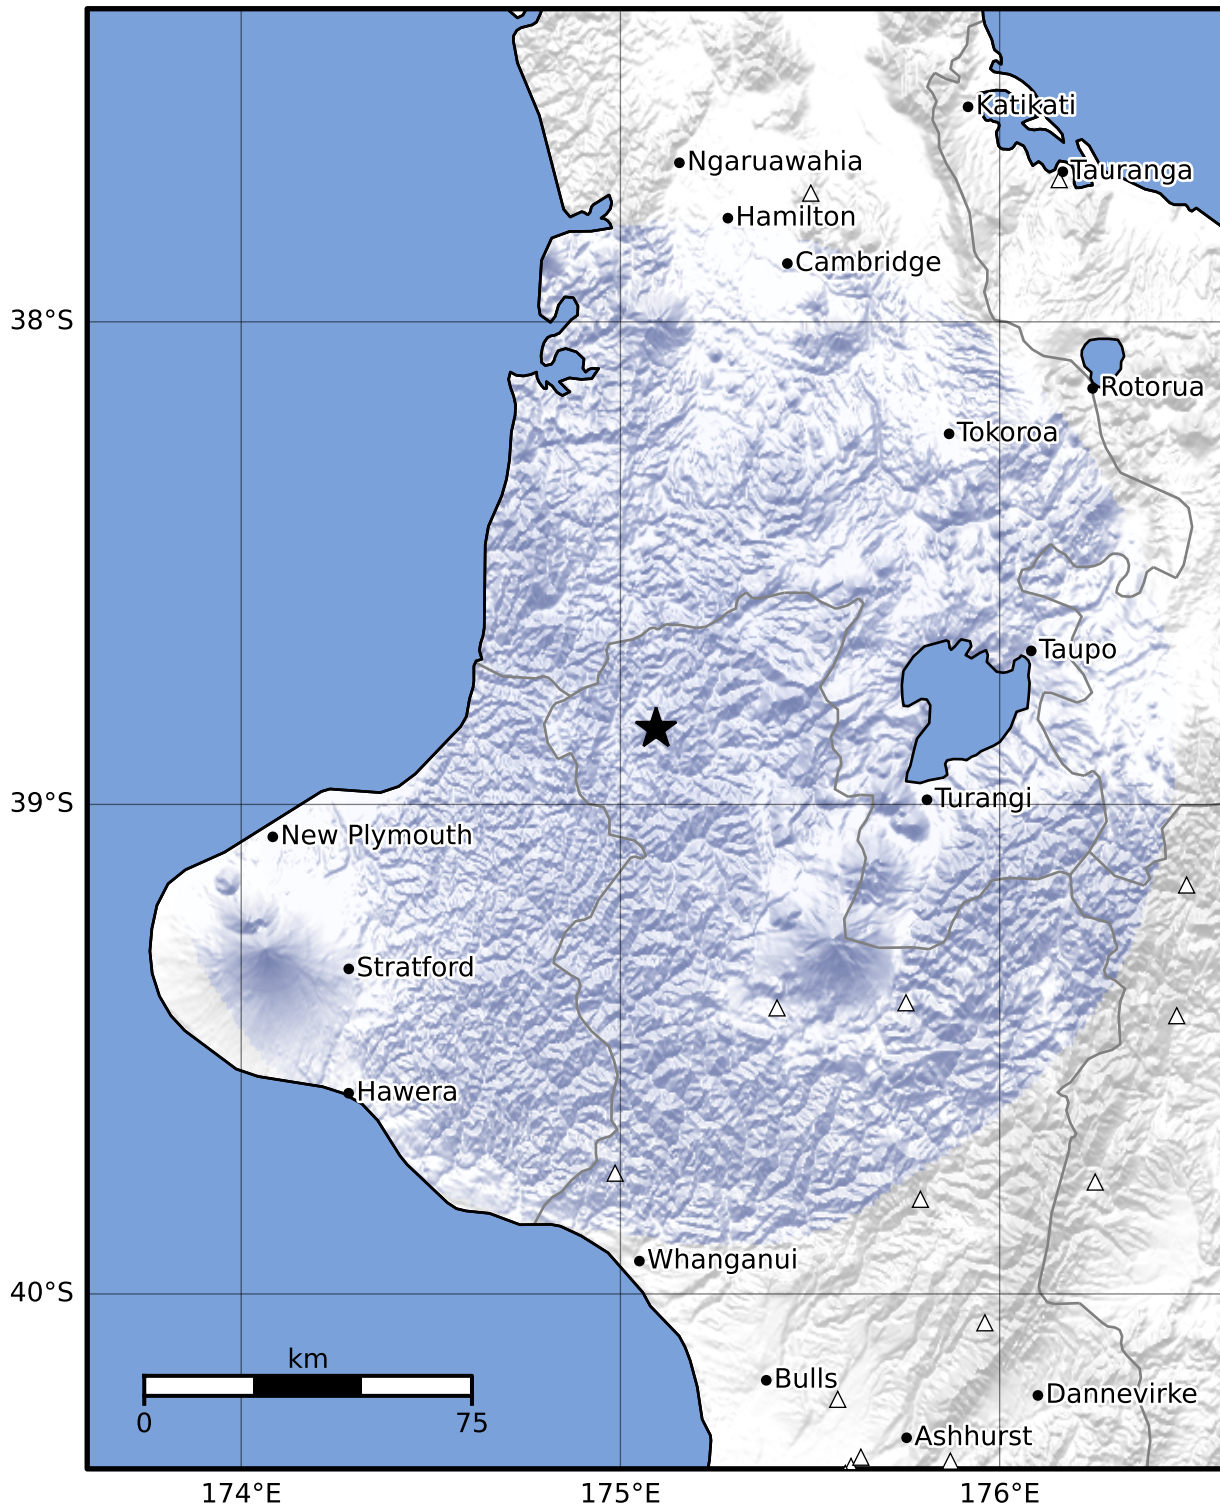 Katikati
Ngaruawahia
Tauranga
Hamilton
Cambridge
38°S
Rotorua
Tokoroa
Taupo
39°S
Turangi
New Plymouth
Stratford
Hawera
Whanganui
40°S
km
0
75
Bulls
Dannevirke
Ashhurst
174°E
175°E
176°E